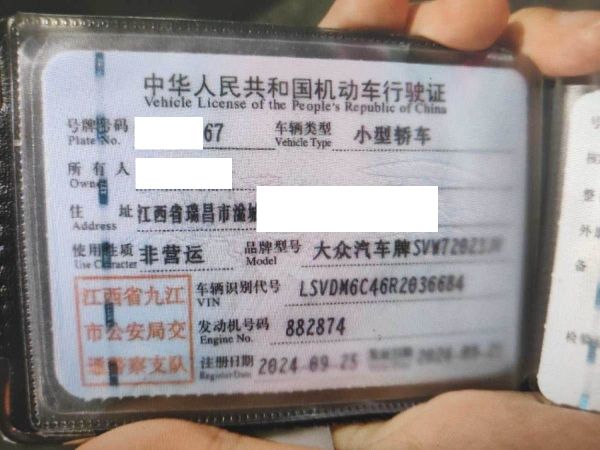 中华人民共和国机动车行驶证
Vehicle License of the People's Republic of China
号牌号码 67 车辆类型 小型轿车
Plate No. Vehicle Type
所有人
Owner
住 址 江西省瑞昌市
Address
使用性质 非营运 品牌型号 大众汽车牌
Use Character Model
江西省九江市公安局交通警察支队
车辆识别代号 LSVDM6C46R2036684
VIN
发动机号码 882874
Engine No.
注册日期 2024-09-25
Register Date